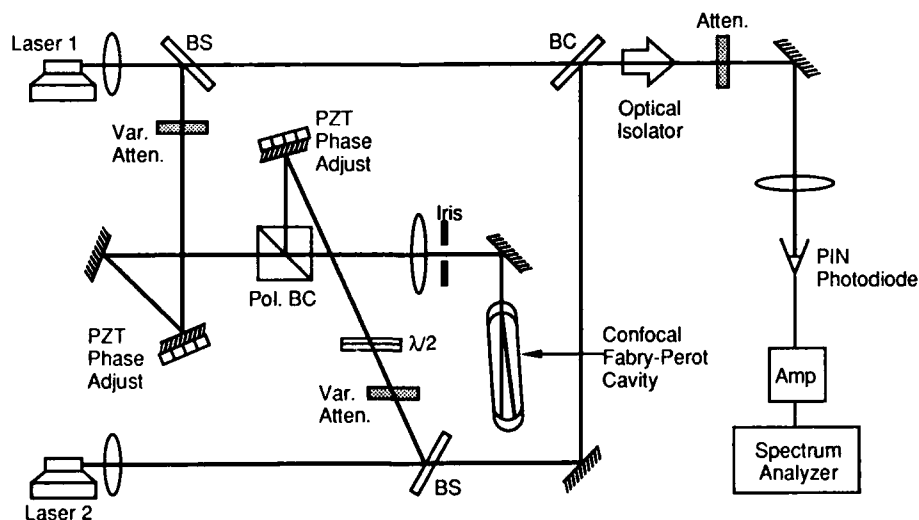 Laser 1
BS
BC
Atten.
Optical
Isolator
Var.
Atten.
PZT
Phase
Adjust
Iris
Pol. BC
PIN
Photodiode
PZT
Phase
Adjust
λ/2
Confocal
Fabry-Perot
Cavity
Var.
Atten.
Amp
Spectrum
Analyzer
BS
Laser 2